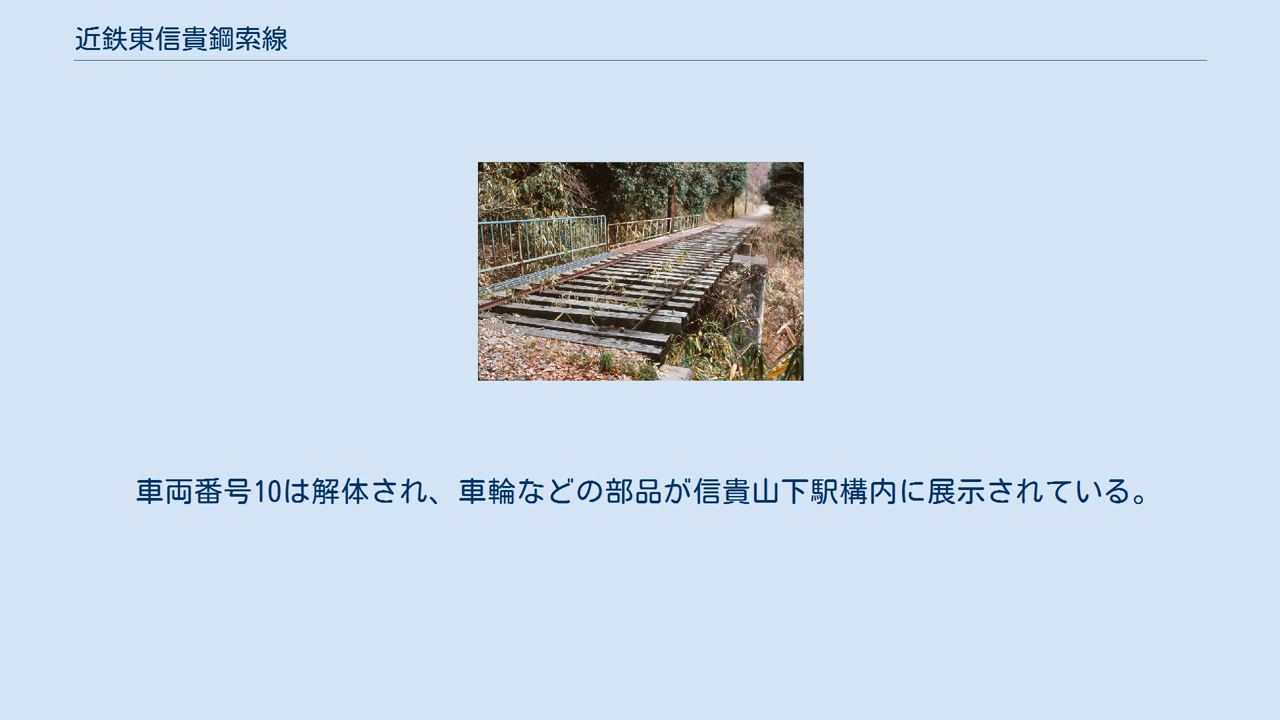 近鉄東信貴鋼索線
車両番号10は解体され、車輪などの部品が信貴山下駅構内に展示されている。